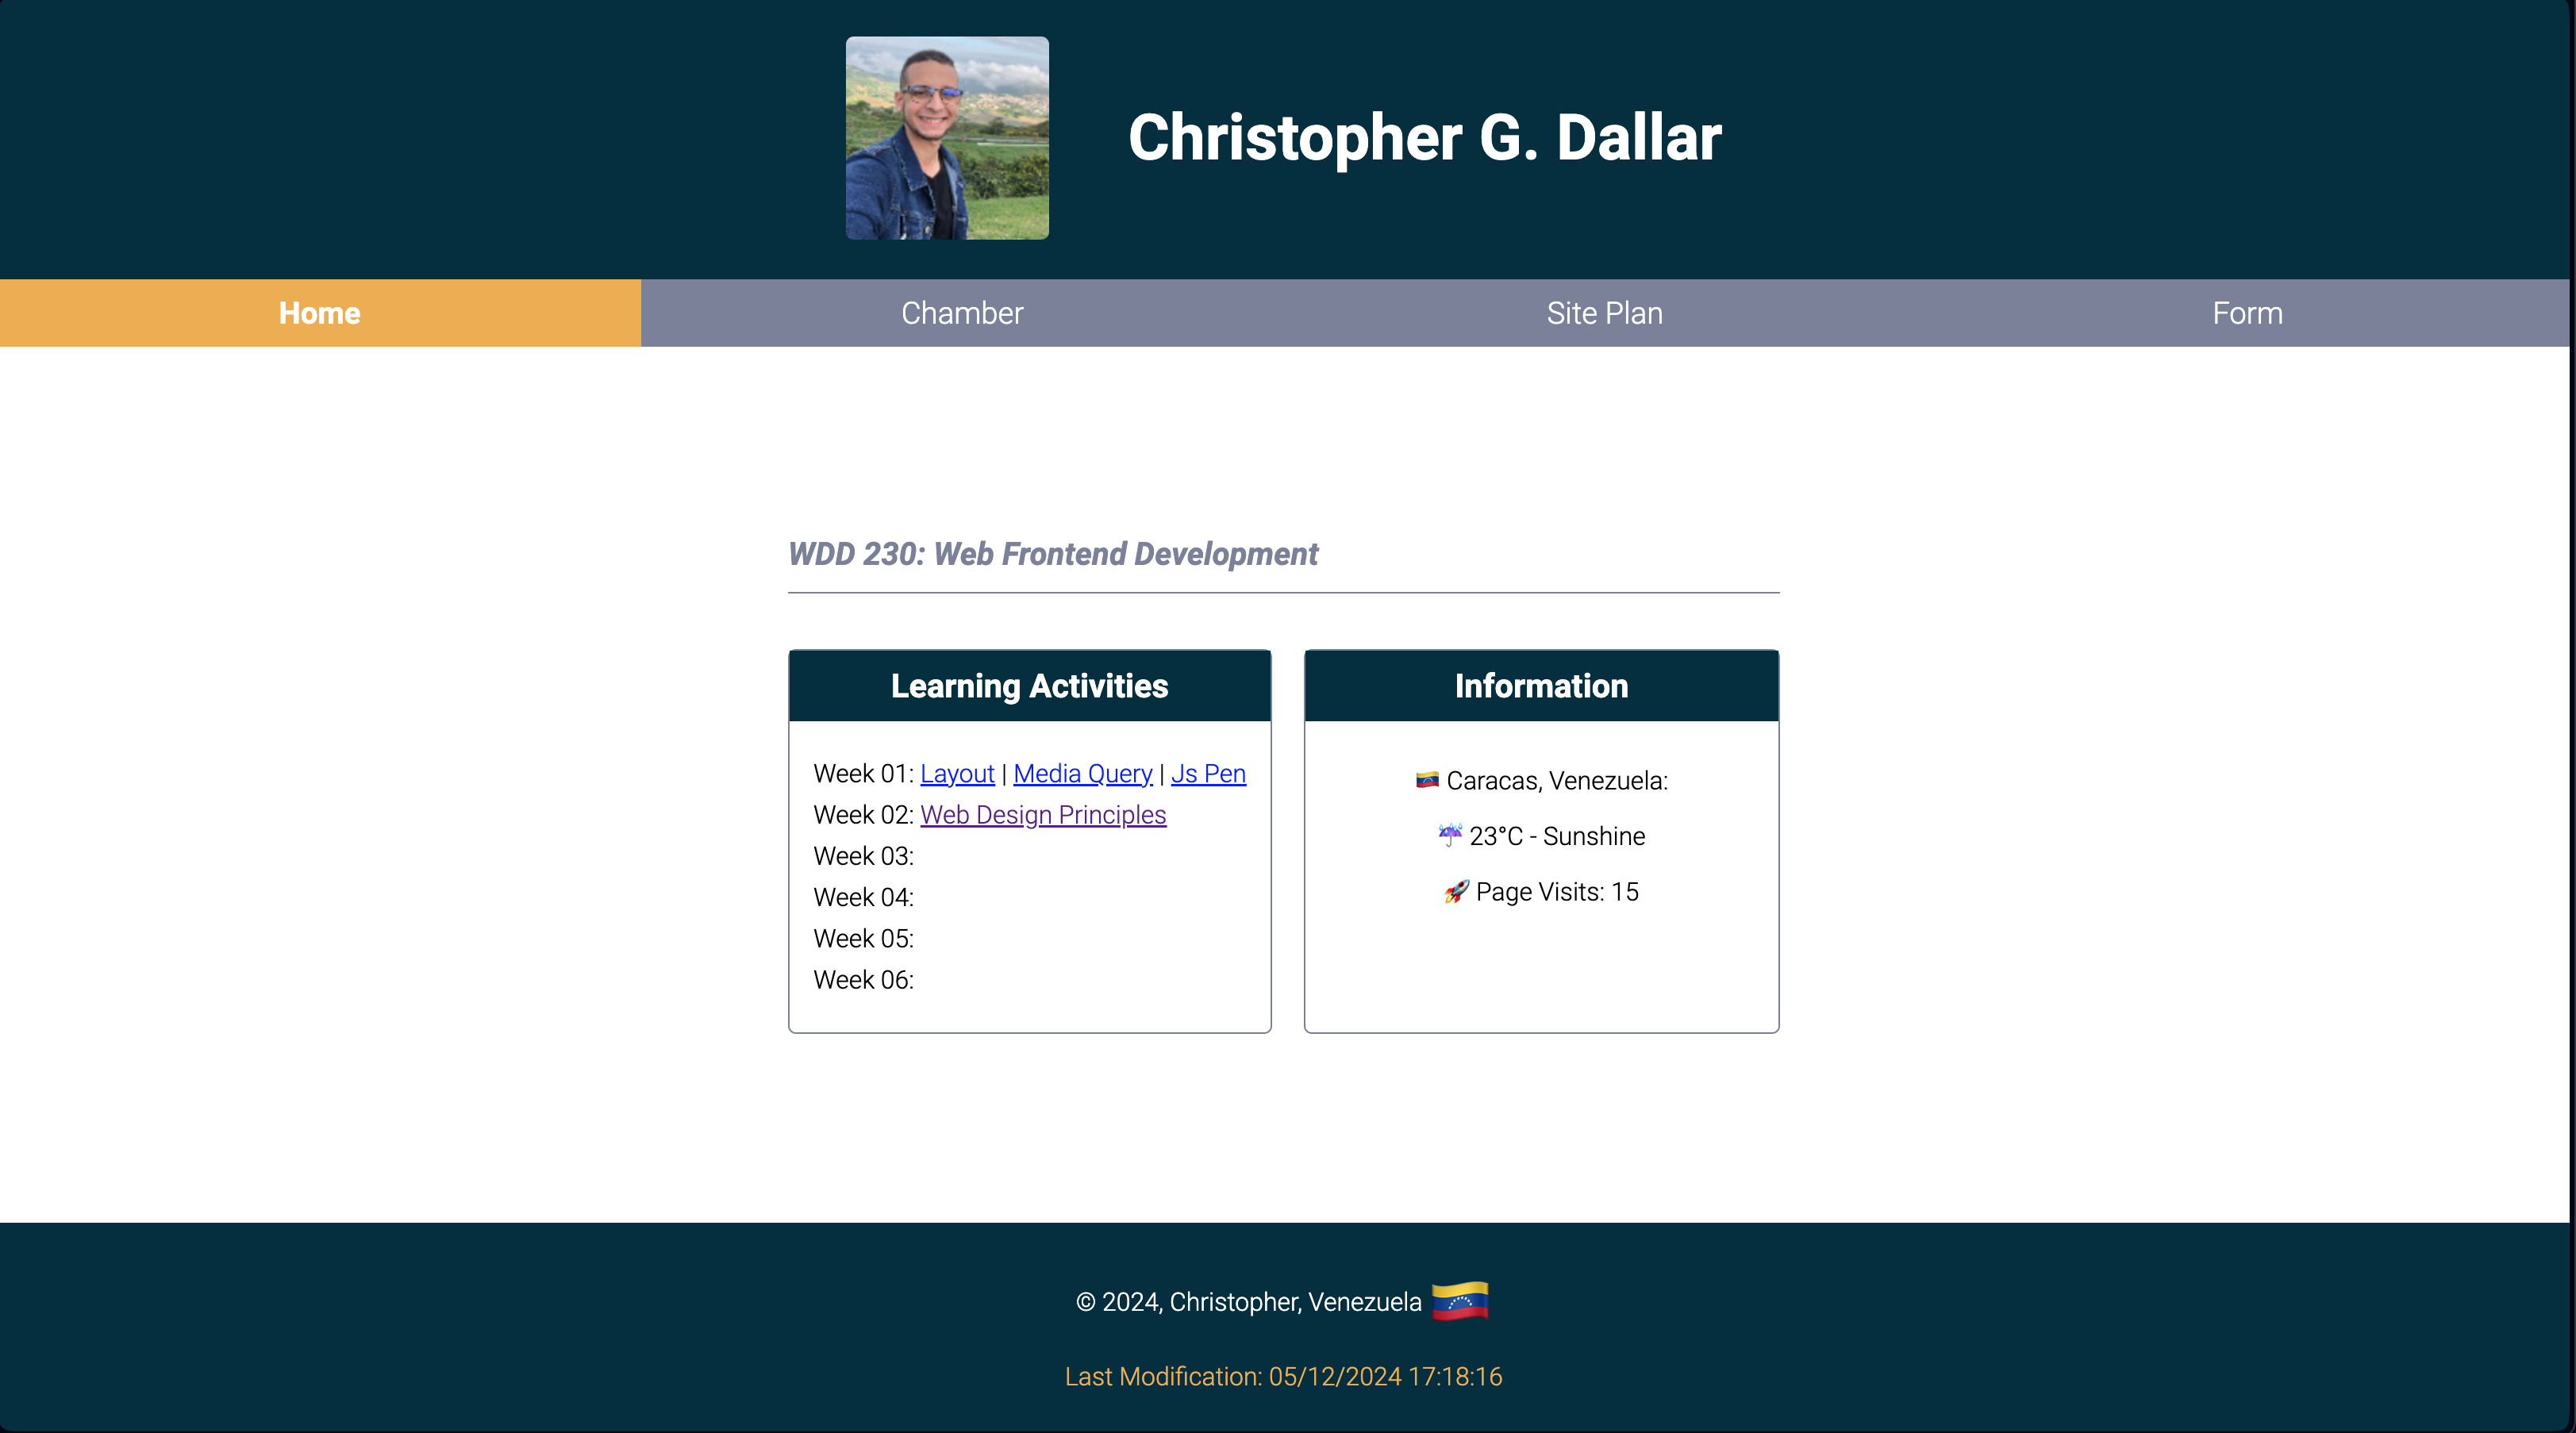 Christopher G. Dallar
Home Chamber Site Plan Form
WDD 230: Web Frontend Development
Learning Activities
Week 01: Layout | Media Query | Js Pen
Week 02: Web Design Principles
Week 03:
Week 04:
Week 05:
Week 06:
Information
🇻🇪 Caracas, Venezuela:
☔ 23°C - Sunshine
🚀 Page Visits: 15
© 2024, Christopher, Venezuela 🇻🇪
Last Modification: 05/12/2024 17:18:16